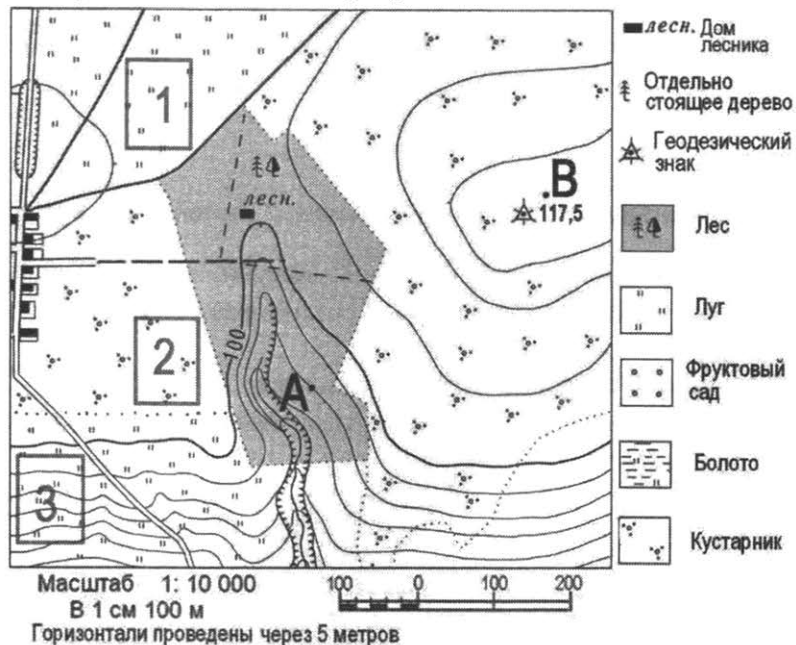 1
2
3
100
лесн.
А
.В
117,5
лесн. Дом
лесника
Отдельно
стоящее дерево
Геодезический
знак
Лес
Луг
Фруктовый
сад
Болото
Кустарник
Масштаб 1: 10 000
В 1 см 100 м
Горизонтали проведены через 5 метров
100 0 100 200